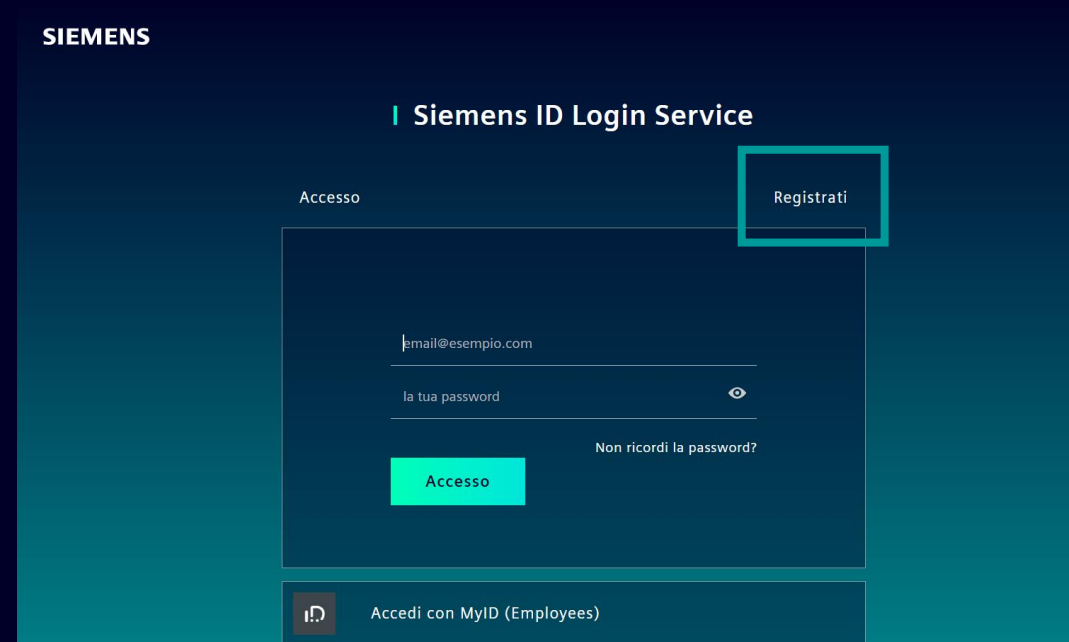 SIEMENS
Siemens ID Login Service
Accesso
Registrati
email@esempio.com
la tua password
Non ricordi la password?
Accesso
Accedi con MyID (Employees)